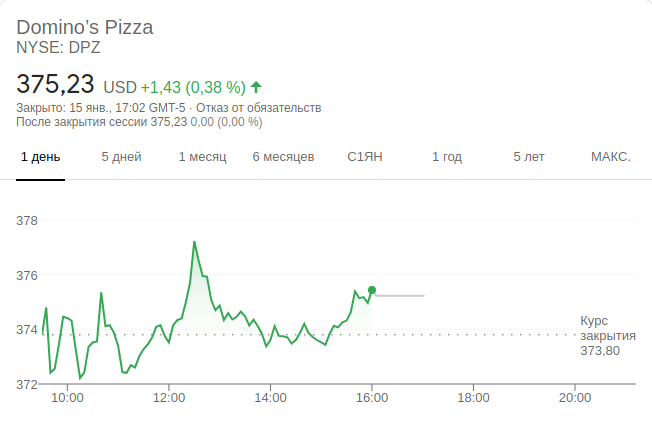 Domino’s Pizza
NYSE: DPZ
375,23 USD +1,43 (0,38 %)
Закрыто: 15 янв., 17:02 GMT-5 · Отказ от обязательств
После закрытия сессии 375,23 0,00 (0,00 %)
1 день 5 дней 1 месяц 6 месяцев С1ЯН 1 год 5 лет МАКС.
378
376
374
372
Курс
закрытия
373,80
10:00 12:00 14:00 16:00 18:00 20:00